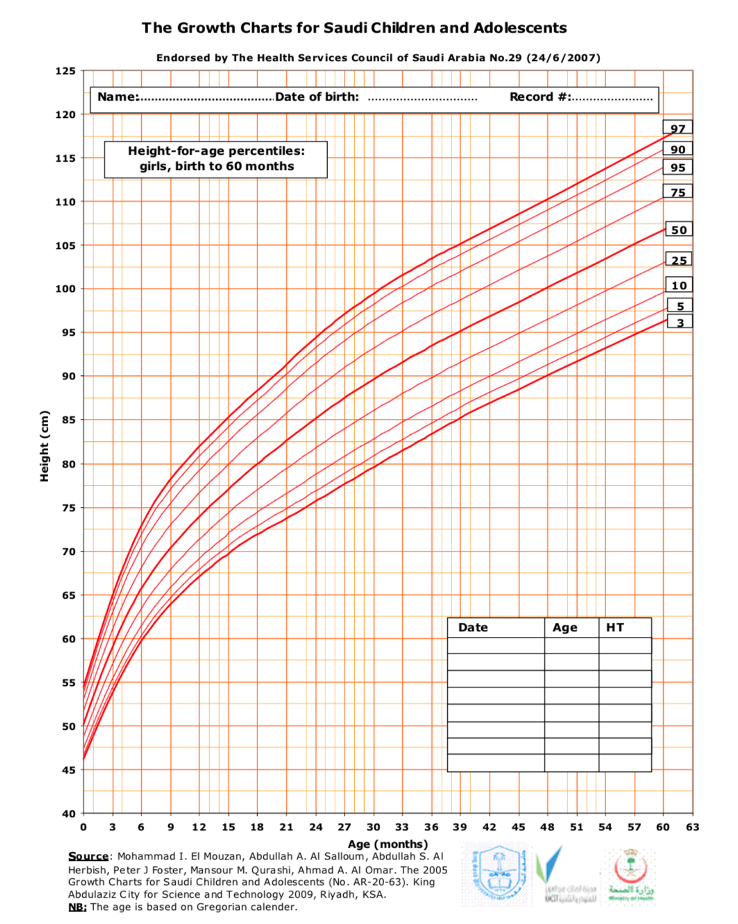 The Growth Charts for Saudi Children and Adolescents
Endorsed by The Health Services Council of Saudi Arabia No.29 (24/6/2007)
Name:.................................Date of birth: ............................... Record #:.......................
Height-for-age percentiles:
girls, birth to 60 months
125
120
115
110
105
100
95
90
85
80
75
70
65
60
55
50
45
40
Height (cm)
97
90
95
75
50
25
10
5
3
Date Age HT
0 3 6 9 12 15 18 21 24 27 30 33 36 39 42 45 48 51 54 57 60 63
Age (months)
Source: Mohammad I. El Mouzan, Abdullah A. Al Salloum, Abdullah S. Al
Herbish, Peter J Foster, Mansour M. Qurashi, Ahmad A. Al Omar. The 2005
Growth Charts for Saudi Children and Adolescents (No. AR-20-63). King
Abdulaziz City for Science and Technology 2009, Riyadh, KSA.
NB: The age is based on Gregorian calender.
وزارة الصحة
Ministry of Health